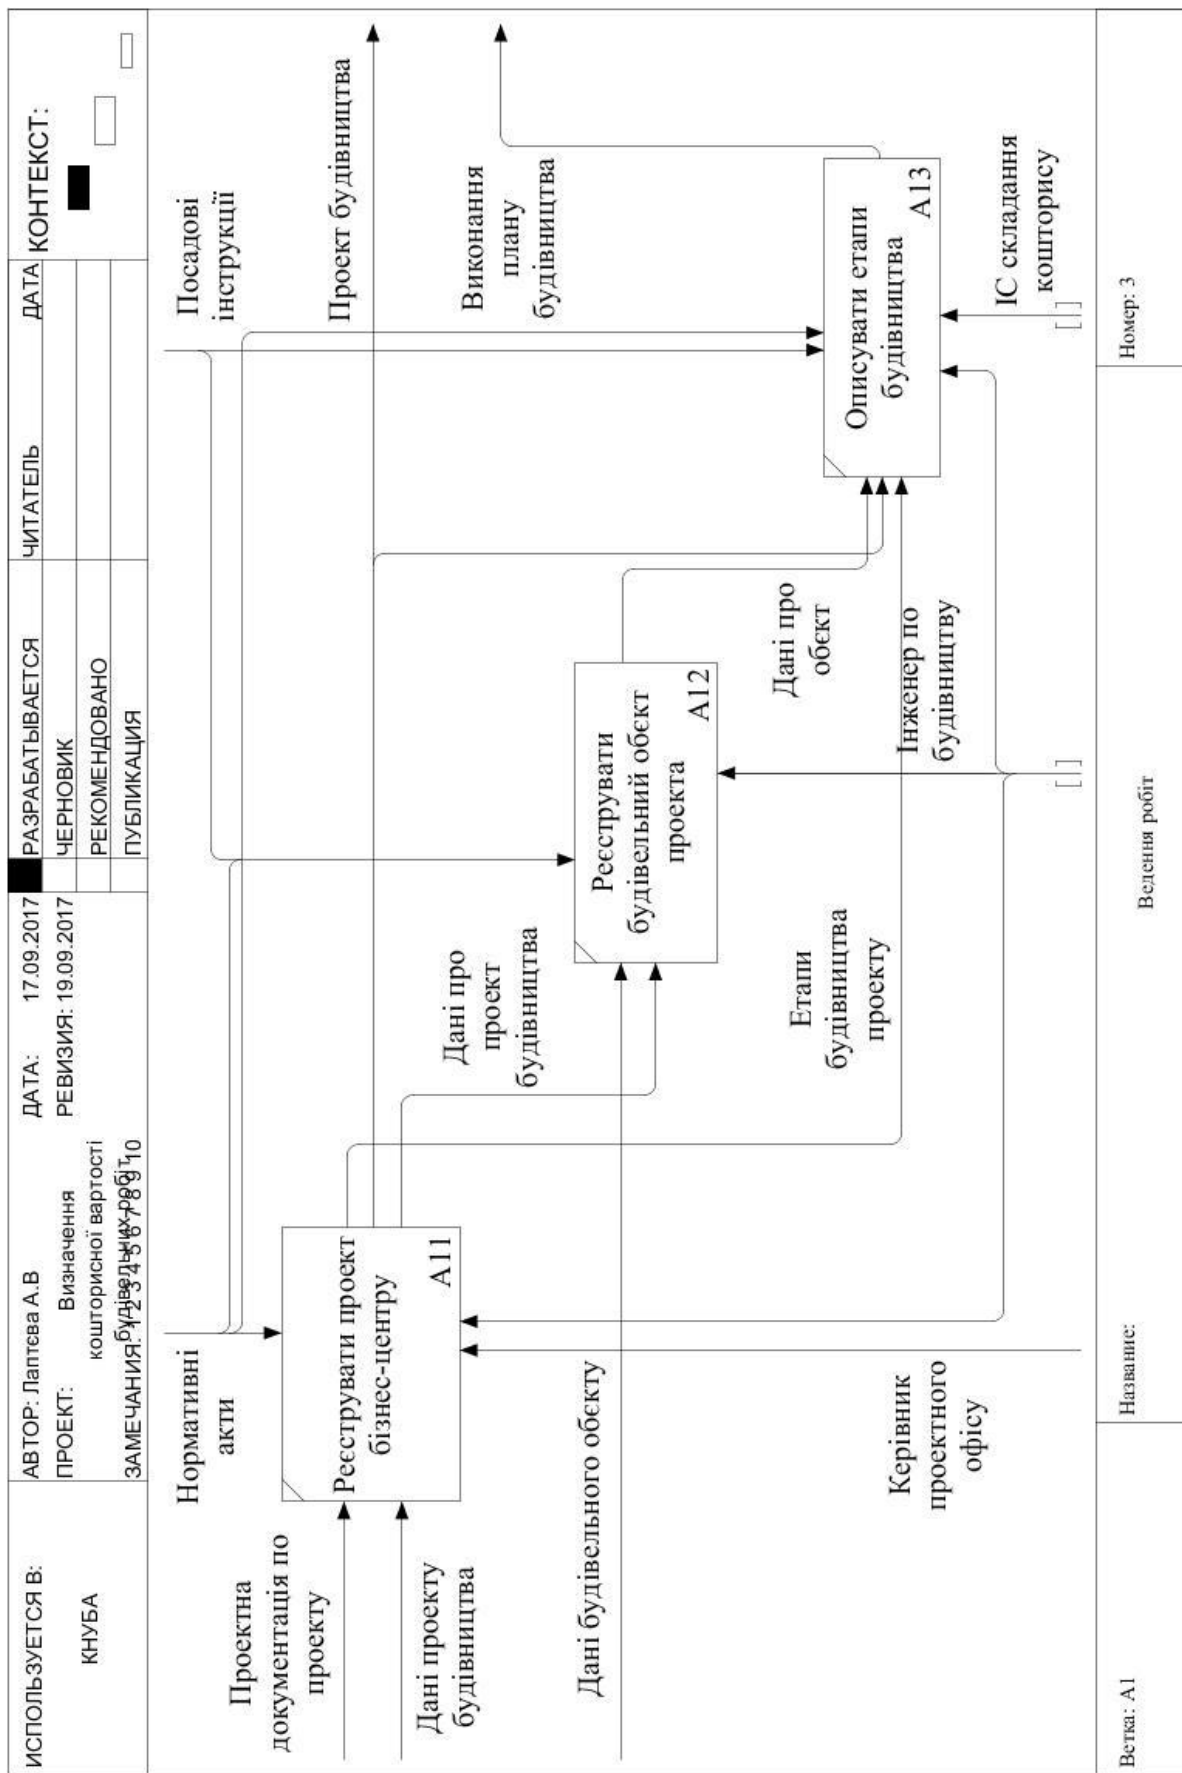 ИСПОЛЬЗУЕТСЯ В:
КНУБА
АВТОР: Лаптєва А.В
ДАТА: 17.09.2017
ПРОЕКТ: Визначення
кошторисної вартості
будівельних робіт
РЕВИЗИЯ: 19.09.2017
ЗАМЕЧАНИЯ: 1 2 3 4 5 6 7 8 9 10
РАЗРАБАТЫВАЕТСЯ
ЧЕРНОВИК
РЕКОМЕНДОВАНО
ПУБЛИКАЦИЯ
ЧИТАТЕЛЬ
ДАТА
КОНТЕКСТ:
Нормативні
акти
Посадові
інструкції
Проектна
документація по
проекту
Дані проекту
будівництва
Реєструвати проект
бізнес-центру
A11
Проект будівництва
Дані про
проект
будівництва
Виконання
плану
будівництва
Дані будівельного обєкту
Реєструвати
будівельний обєкт
проекта
A12
Дані про
обєкт
Етапи
будівництва
проекту
Описувати етапи
будівництва
A13
Керівник
проектного
офісу
Інженер по
будівництву
ІС складання
кошторису
[ ]
[ ]
Ветка: A1
Название:
Ведення робіт
Номер: 3